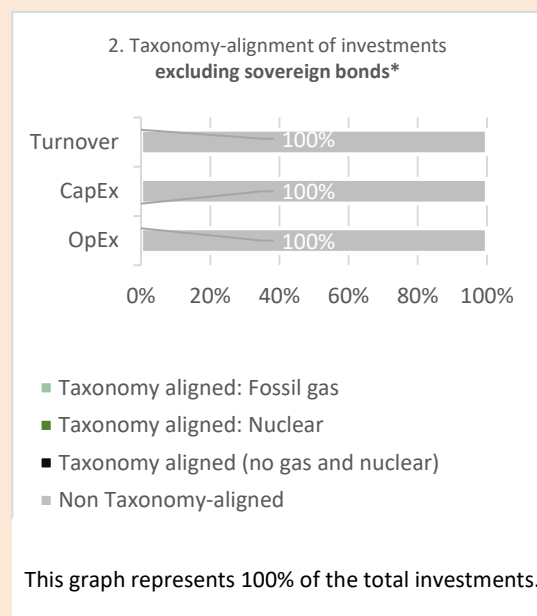 2. Taxonomy-alignment of investments
excluding sovereign bonds*
Turnover
100%
CapEx
100%
OpEx
100%
0% 20% 40% 60% 80% 100%
Taxonomy aligned: Fossil gas
Taxonomy aligned: Nuclear
Taxonomy aligned (no gas and nuclear)
Non Taxonomy-aligned
This graph represents 100% of the total investments.